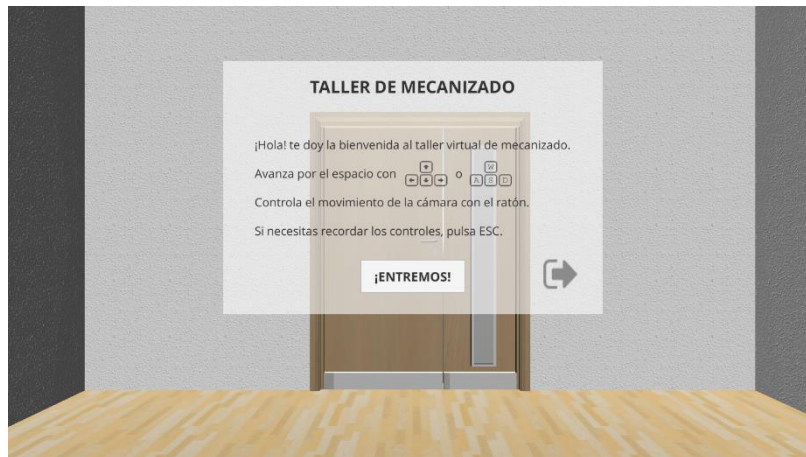 TALLER DE MECANIZADO
¡Hola! te doy la bienvenida al taller virtual de mecanizado.
Avanza por el espacio con o W
A S D
Controla el movimiento de la cámara con el ratón.
Si necesitas recordar los controles, pulsa ESC.
¡ENTREMOS!